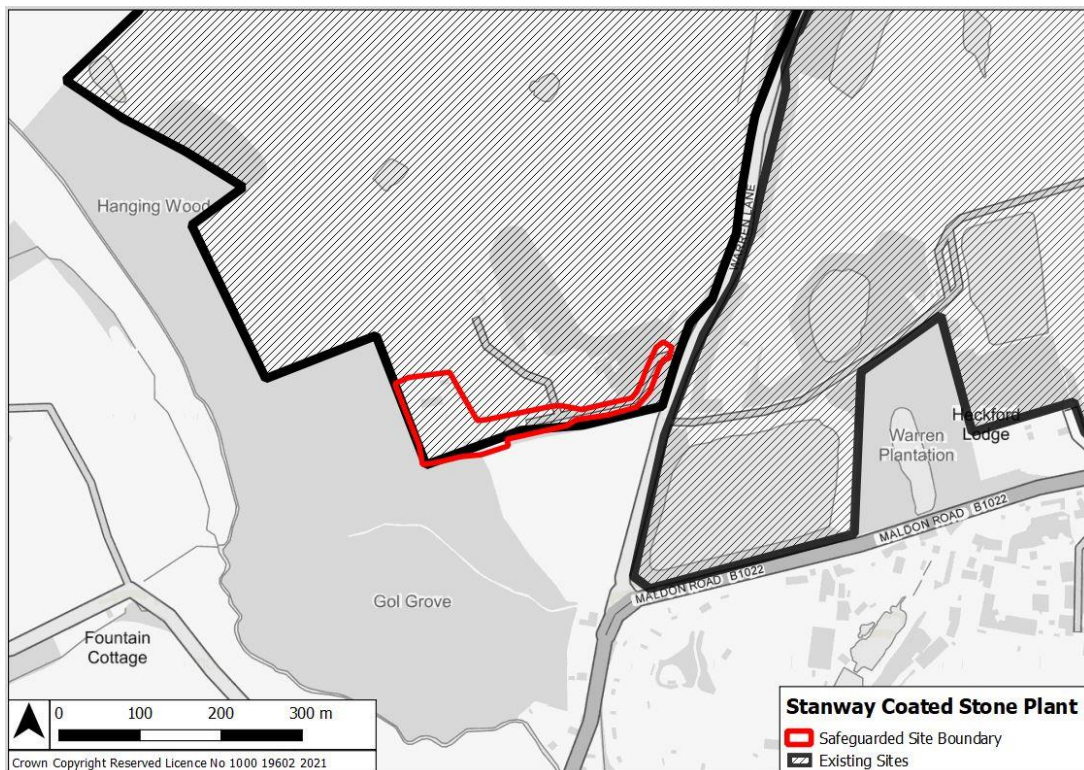 Hanging Wood
WARREN LANE
Heckford
Lodge
Warren
Plantation
MALDON ROAD B1022
MALDON ROAD B1022
Gol Grove
Fountain
Cottage
0 100 200 300 m
Crown Copyright Reserved Licence No 1000 19602 2021
Stanway Coated Stone Plant
Safeguarded Site Boundary
Existing Sites